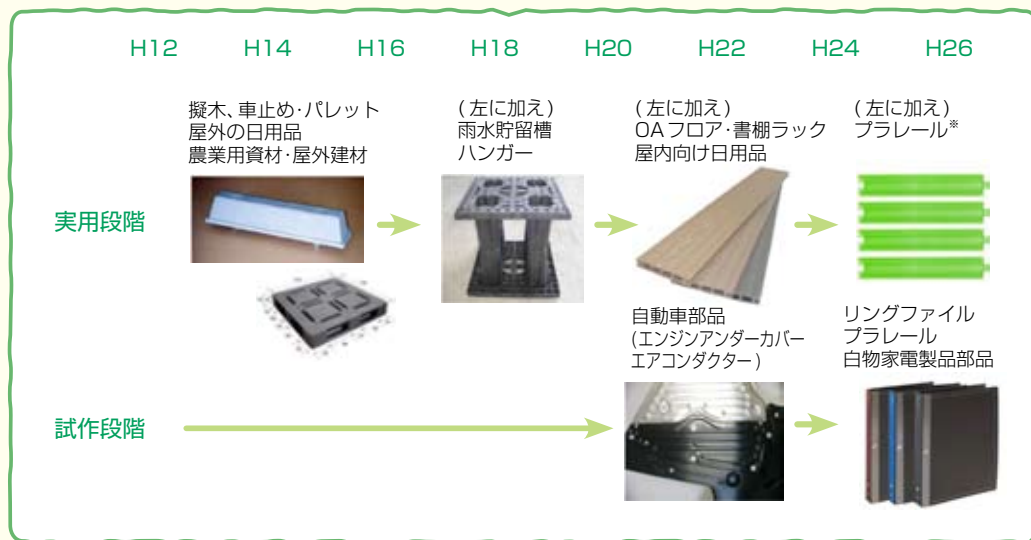 H12 H14 H16 H18 H20 H22 H24 H26
擬木、車止め・パレット
屋外の日用品
農業用資材・屋外建材
(左に加え)
雨水貯留槽
ハンガー
(左に加え)
OAフロア・書棚ラック
屋内向け日用品
(左に加え)
プラレール※
実用段階
自動車部品
(エンジンアンダーカバー
エアコンダクター)
リングファイル
プラレール
白物家電製品部品
試作段階